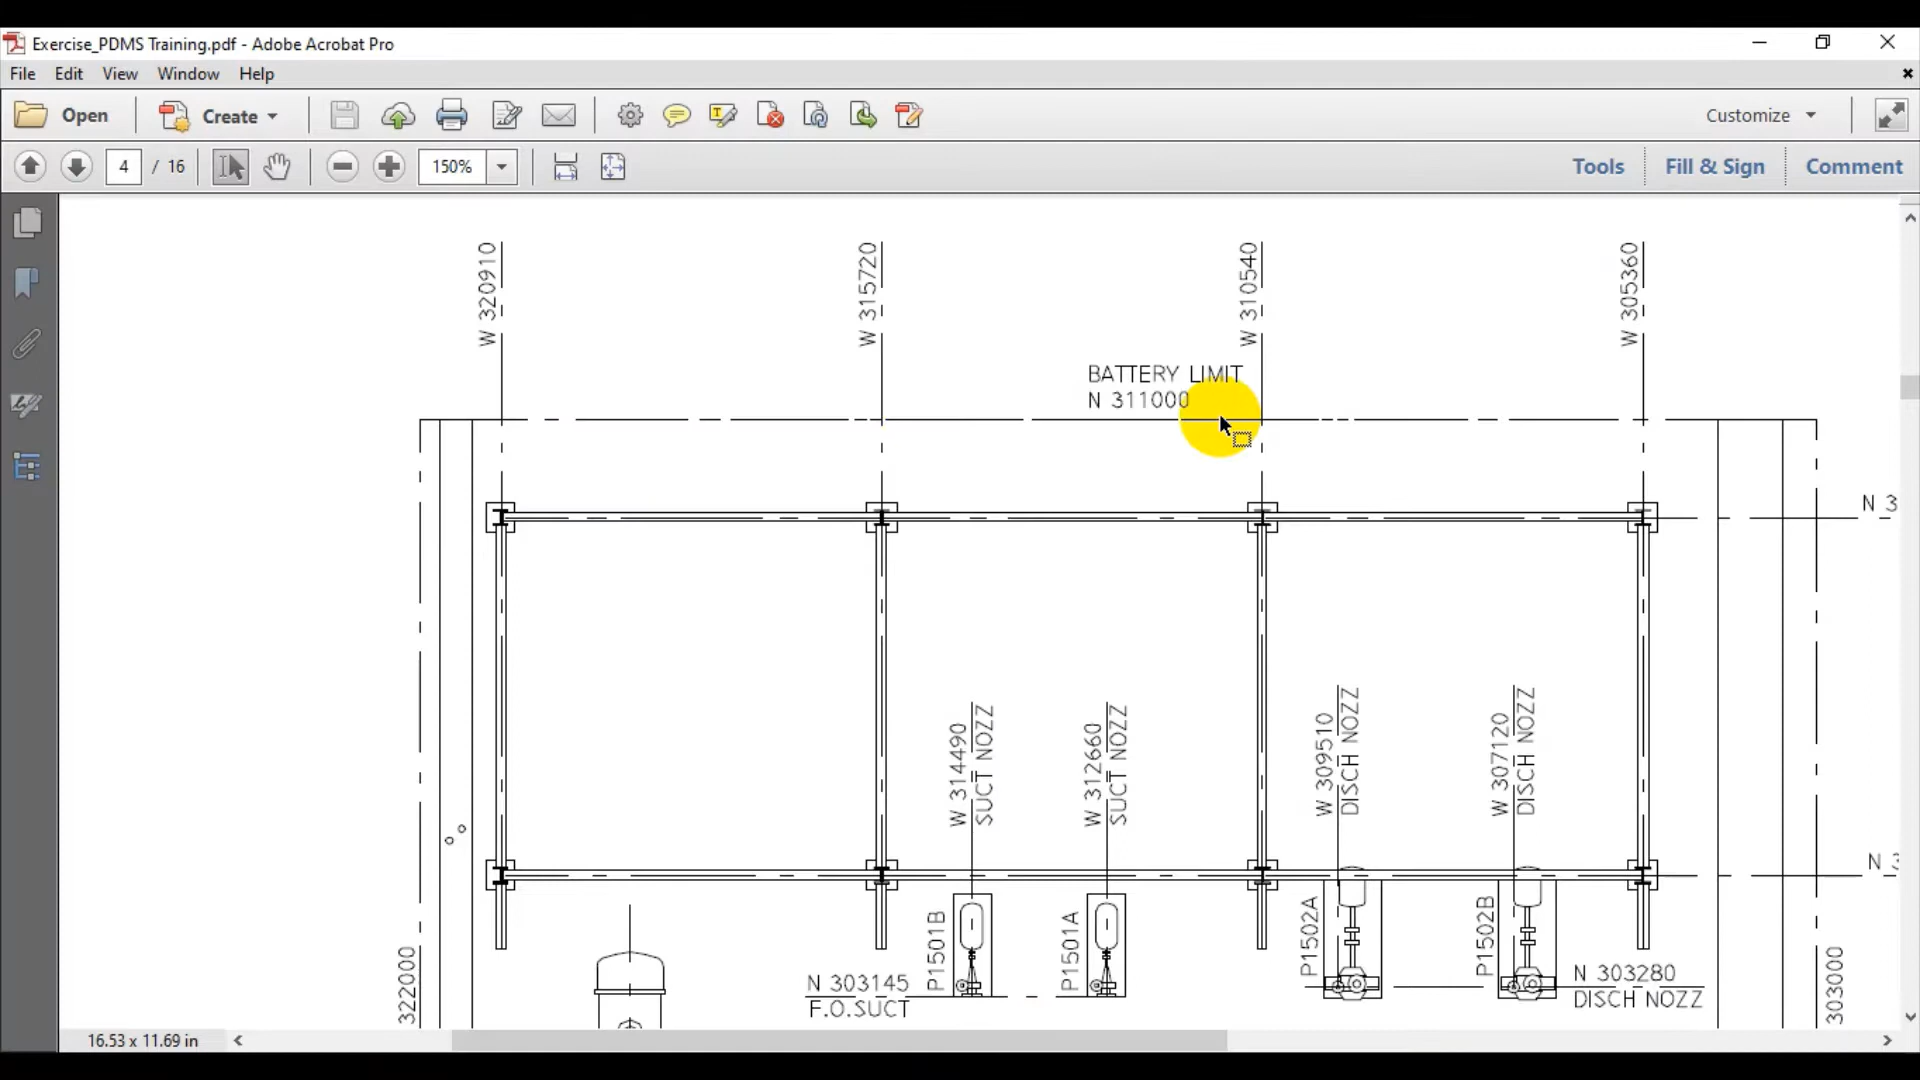 Exercise_PDMS Training.pdf - Adobe Acrobat Pro
File Edit View Window Help
Open Create Customize
4 / 16 150% Tools Fill & Sign Comment
W 320910
W 315720
W 310540
W 305360
BATTERY LIMIT
N 311000
N 3
W 314490
SUCT NOZZ
W 312660
SUCT NOZZ
W 309510
DISCH NOZZ
W 307120
DISCH NOZZ
N 3
P1501B
P1501A
P1502A
P1502B
322000
N 303145
F.O.SUCT
N 303280
DISCH NOZZ
303000
16.53 x 11.69 in